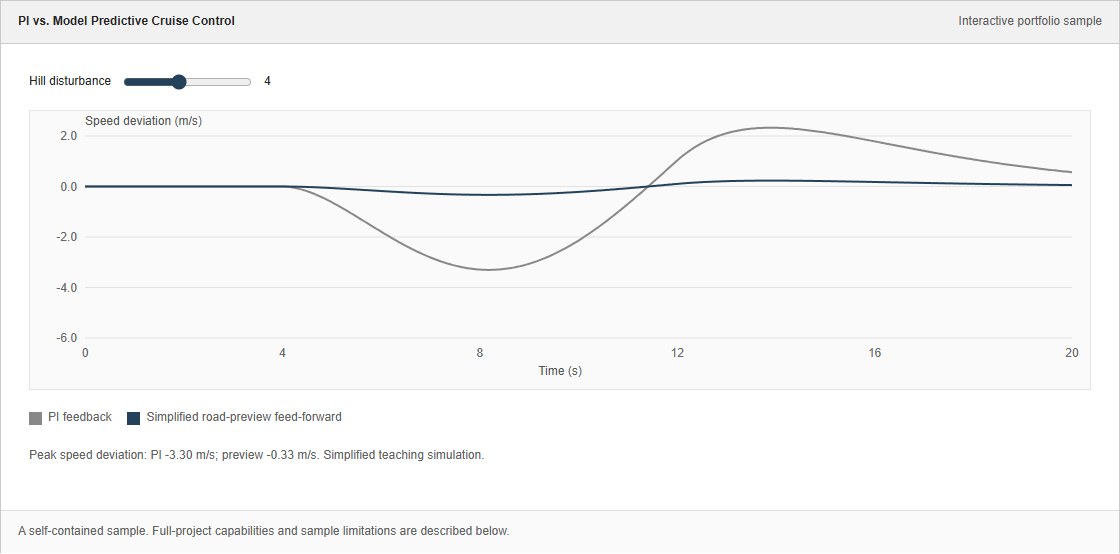 PI vs. Model Predictive Cruise Control
Interactive portfolio sample
Hill disturbance 4
Speed deviation (m/s)
2.0
0.0
-2.0
-4.0
-6.0
0 4 8 12 16 20
Time (s)
PI feedback Simplified road-preview feed-forward
Peak speed deviation: PI -3.30 m/s; preview -0.33 m/s. Simplified teaching simulation.
A self-contained sample. Full-project capabilities and sample limitations are described below.